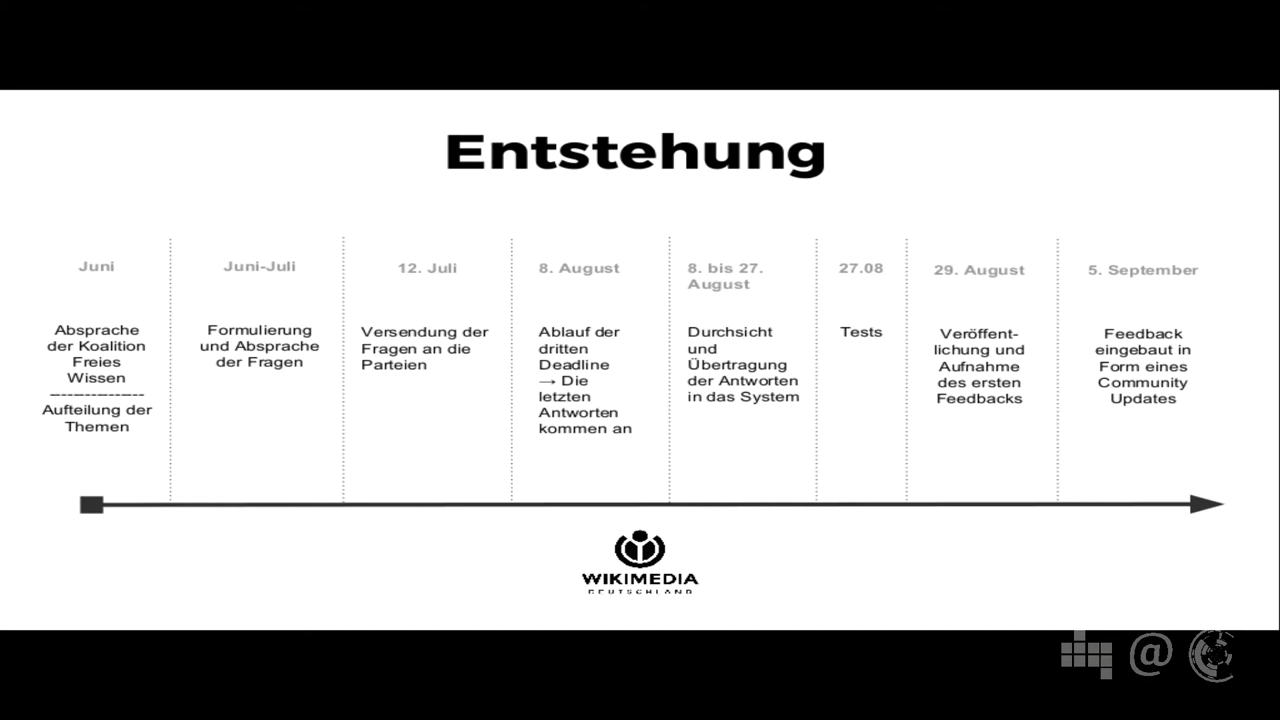 Entstehung
Juni
Absprache
der Koalition
Freies
Wissen
-----------------
Aufteilung der
Themen
Juni-Juli
Formulierung
und Absprache
der Fragen
12. Juli
Versendung der
Fragen an die
Parteien
8. August
Ablauf der
dritten
Deadline
→ Die
letzten
Antworten
kommen an
8. bis 27.
August
Durchsicht
und
Übertragung
der Antworten
in das System
27.08
Tests
29. August
Veröffent-
lichung und
Aufnahme
des ersten
Feedbacks
5. September
Feedback
eingebaut in
Form eines
Community
Updates
WIKIMEDIA
DEUTSCHLAND
@